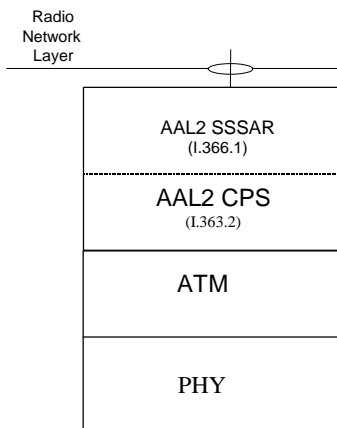 Radio
Network
Layer
AAL2 SSSAR
(I.366.1)
AAL2 CPS
(I.363.2)
ATM
PHY